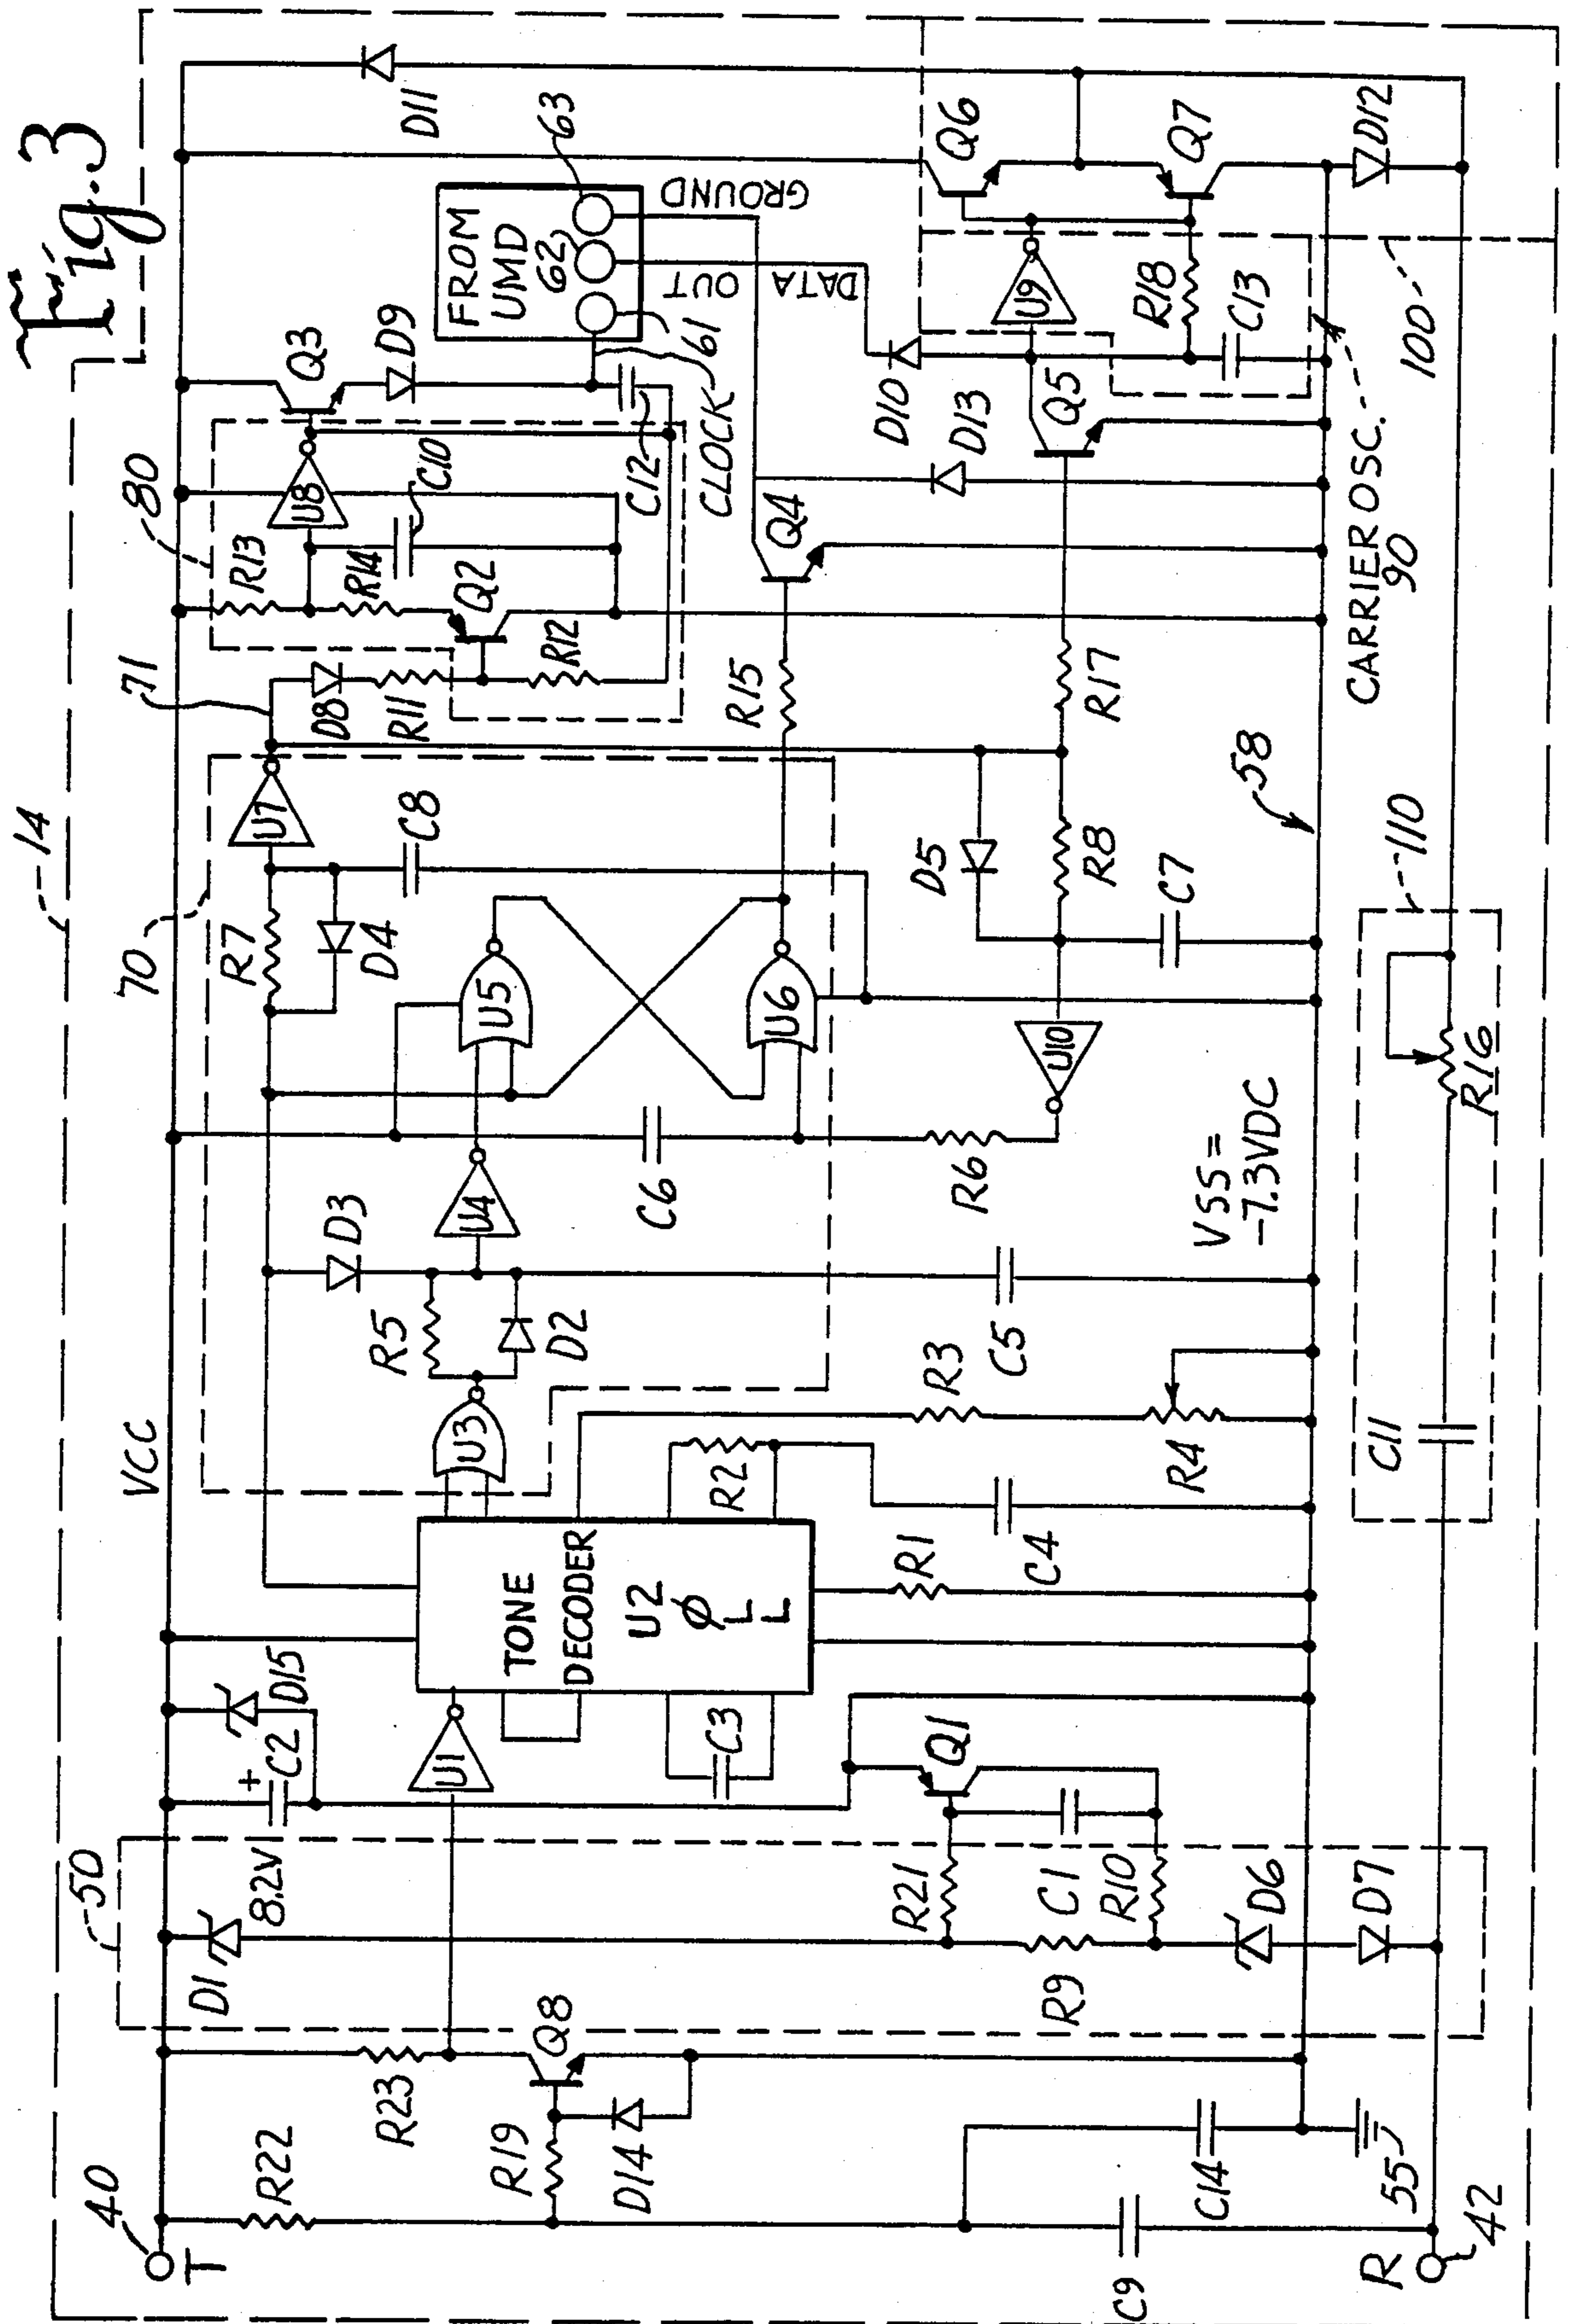 Fig. 3
14
40
T
VCC
50
70
71
80
D11
R22
R23
D1
8.2V
C2
+
D15
U1
TONE
DECODER
U2
φ
L
L
U3
R5
D2
D3
U4
C6
U5
R7
D4
C8
U7
U6
D8
R11
R12
R13
R14
Q2
U8
C10
Q3
D9
C12
CLOCK
61
FROM
UMD
62
63
DATA OUT
GROUND
R19
Q8
D14
C3
R2
R15
Q4
D13
D10
Q6
Q7
U9
R18
C13
Q5
R21
C1
R10
Q1
R9
D6
D7
R1
C4
R3
R4
C5
R6
U10
D5
R8
C7
R17
VSS =
-7.3VDC
58
CARRIER OSC.
90
100
D12
C9
C14
55
R
42
C11
R16
110